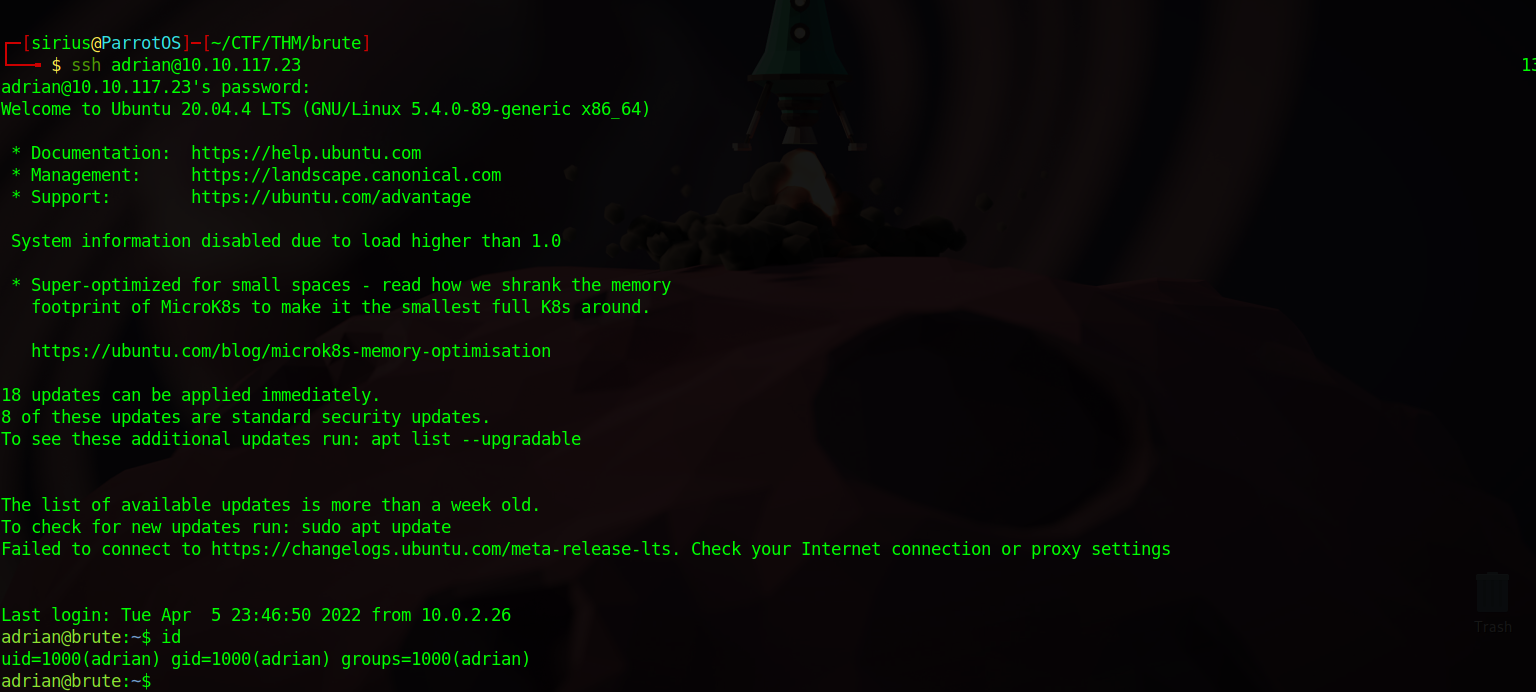 ┌─[sirius@ParrotOS]─[~/CTF/THM/brute]
└──╼ $ ssh adrian@10.10.117.23
13
adrian@10.10.117.23's password:
Welcome to Ubuntu 20.04.4 LTS (GNU/Linux 5.4.0-89-generic x86_64)
* Documentation:  https://help.ubuntu.com
* Management:     https://landscape.canonical.com
* Support:        https://ubuntu.com/advantage
System information disabled due to load higher than 1.0
* Super-optimized for small spaces - read how we shrank the memory
footprint of MicroK8s to make it the smallest full K8s around.
https://ubuntu.com/blog/microk8s-memory-optimisation
18 updates can be applied immediately.
8 of these updates are standard security updates.
To see these additional updates run: apt list --upgradable
The list of available updates is more than a week old.
To check for new updates run: sudo apt update
Failed to connect to https://changelogs.ubuntu.com/meta-release-lts. Check your Internet connection or proxy settings
Last login: Tue Apr  5 23:46:50 2022 from 10.0.2.26
adrian@brute:~$ id
uid=1000(adrian) gid=1000(adrian) groups=1000(adrian)
adrian@brute:~$
Trash